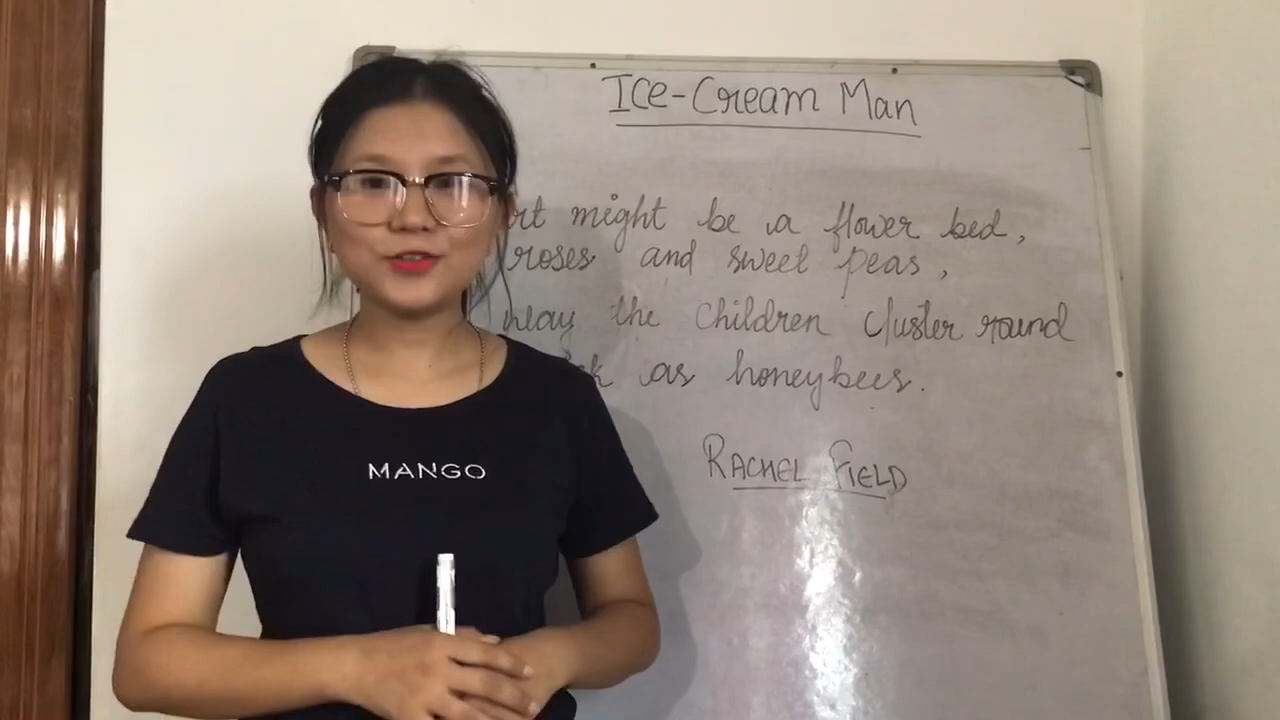 Ice-Cream Man
might be a flower bed,
roses and sweet peas,
the children cluster round
as honeybees.
RACHEL FIELD
MANGO